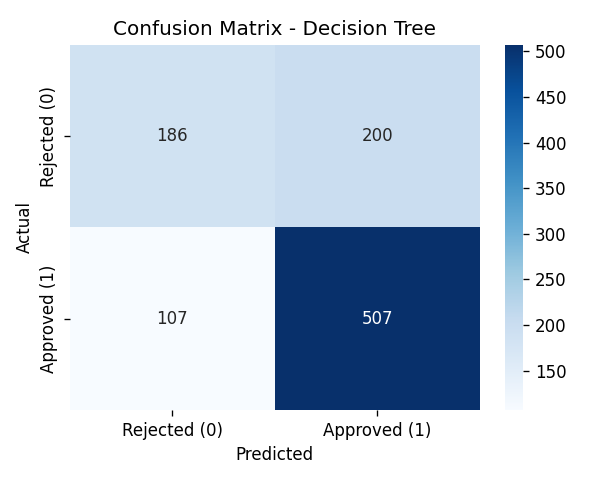 Confusion Matrix - Decision Tree
Actual
Rejected (0)
Approved (1)
186
200
107
507
Rejected (0)
Approved (1)
Predicted
500
450
400
350
300
250
200
150